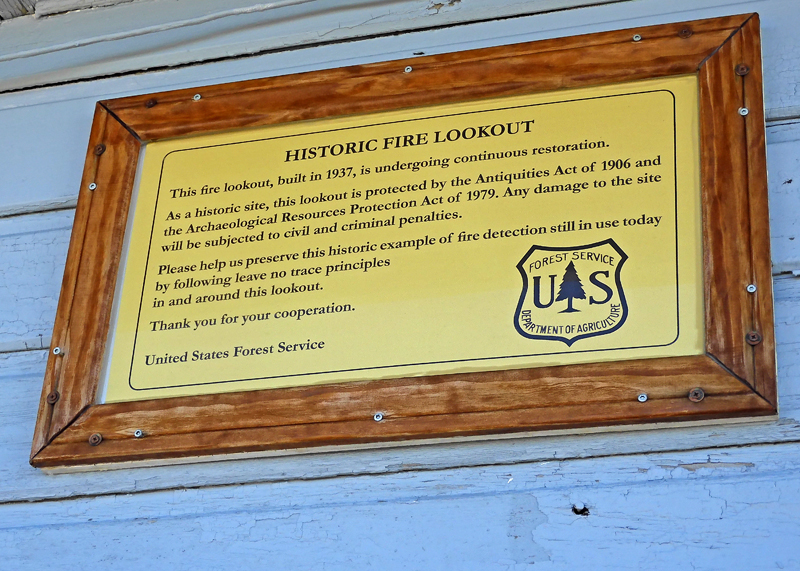 HISTORIC FIRE LOOKOUT
This fire lookout, built in 1937, is undergoing continuous restoration.
As a historic site, this lookout is protected by the Antiquities Act of 1906 and
the Archaeological Resources Protection Act of 1979. Any damage to the site
will be subjected to civil and criminal penalties.
Please help us preserve this historic example of fire detection still in use today
by following leave no trace principles
in and around this lookout.
Thank you for your cooperation.
United States Forest Service
FOREST SERVICE
U S
DEPARTMENT OF AGRICULTURE